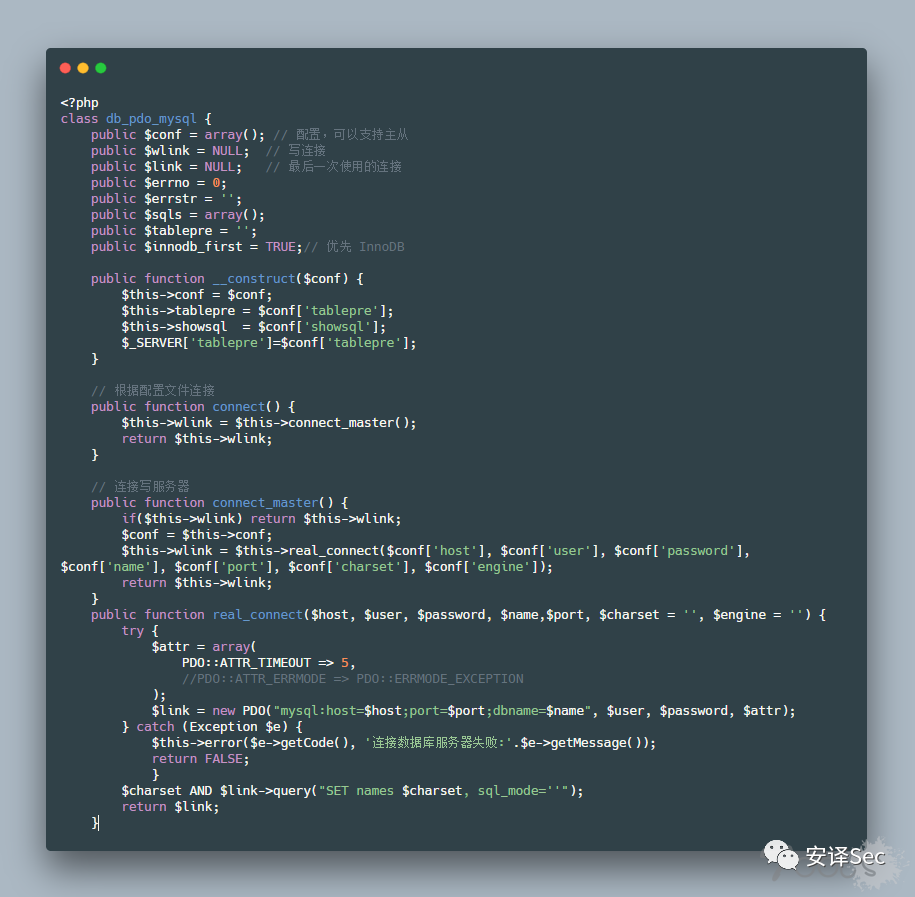 <?php
class db_pdo_mysql {
    public $conf = array(); // 配置，可以支持主从
    public $wlink = NULL;  // 写连接
    public $link = NULL;   // 最后一次使用的连接
    public $errno = 0;
    public $errstr = '';
    public $sqls = array();
    public $tablepre = '';
    public $innodb_first = TRUE;// 优先 InnoDB

    public function __construct($conf) {
        $this->conf = $conf;
        $this->tablepre = $conf['tablepre'];
        $this->showsql  = $conf['showsql'];
        $_SERVER['tablepre']=$conf['tablepre'];
    }

    // 根据配置文件连接
    public function connect() {
        $this->wlink = $this->connect_master();
        return $this->wlink;
    }

    // 连接写服务器
    public function connect_master() {
        if($this->wlink) return $this->wlink;
        $conf = $this->conf;
        $this->wlink = $this->real_connect($conf['host'], $conf['user'], $conf['password'],
$conf['name'], $conf['port'], $conf['charset'], $conf['engine']);
        return $this->wlink;
    }
    public function real_connect($host, $user, $password, $name,$port, $charset = '', $engine = '') {
        try {
            $attr = array(
                PDO::ATTR_TIMEOUT => 5,
                //PDO::ATTR_ERRMODE => PDO::ERRMODE_EXCEPTION
            );
            $link = new PDO("mysql:host=$host;port=$port;dbname=$name", $user, $password, $attr);
        } catch (Exception $e) {
            $this->error($e->getCode(), '连接数据库服务器失败:'.$e->getMessage());
            return FALSE;
            }
        $charset AND $link->query("SET names $charset, sql_mode=''");
        return $link;
    }
安译Sec